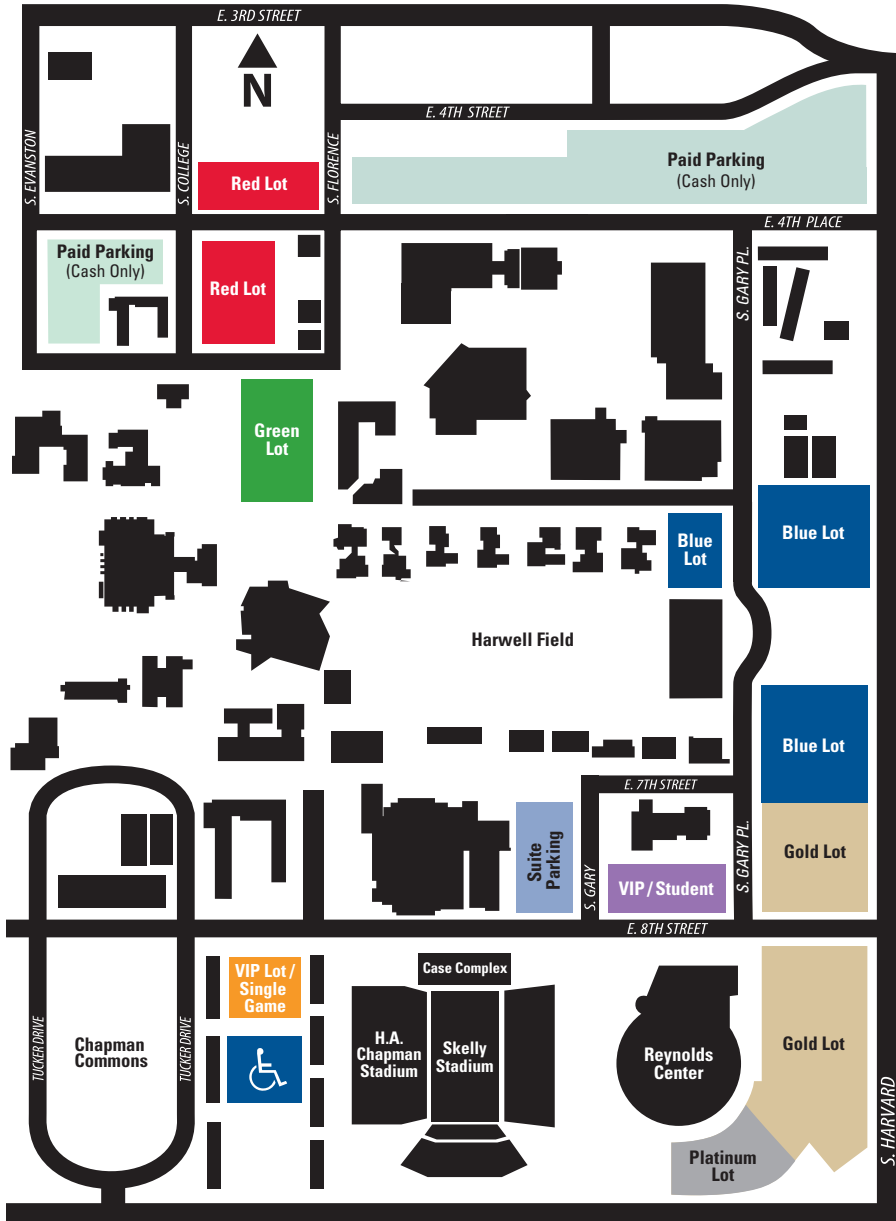 E. 3RD STREET
N
E. 4TH STREET
S. EVANSTON
S. COLLEGE
S. FLORENCE
Red Lot
Paid Parking
(Cash Only)
E. 4TH PLACE
Paid Parking
(Cash Only)
Red Lot
S. GARY PL.
Green
Lot
Blue
Lot
Blue Lot
Harwell Field
Blue Lot
E. 7TH STREET
Suite
Parking
S. GARY
VIP / Student
S. GARY PL.
Gold Lot
E. 8TH STREET
VIP Lot /
Single
Game
Case Complex
TUCKER DRIVE
Chapman
Commons
TUCKER DRIVE
H.A.
Chapman
Stadium
Skelly
Stadium
Reynolds
Center
Gold Lot
S. HARVARD
Platinum
Lot